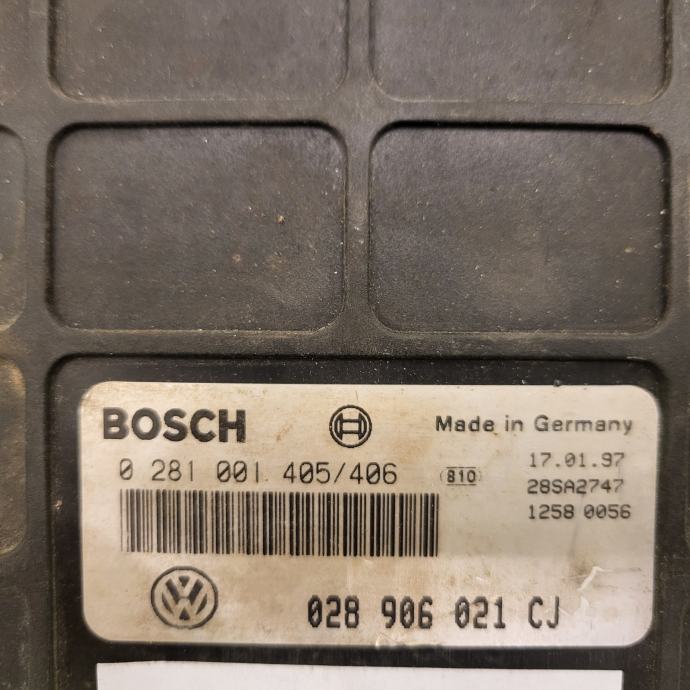 BOSCH
Made in Germany
0 281 001 405/406
810
17.01.97
28SA2747
1258 0056
028 906 021 CJ